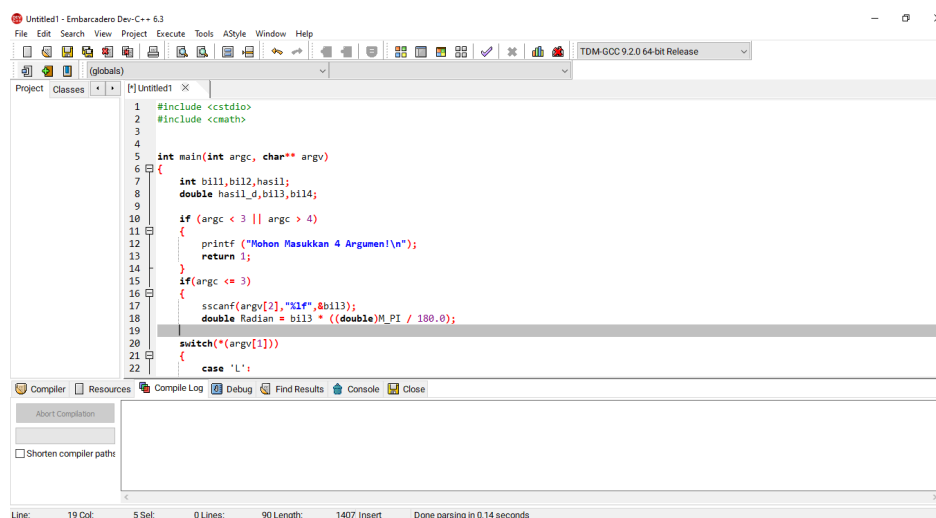 Untitled1 - Embarcadero Dev-C++ 6.3
File Edit Search View Project Execute Tools AStyle Window Help
TDM-GCC 9.2.0 64-bit Release
(globals)
Project Classes [*] Untitled1
1 #include <cstdio>
2 #include <cmath>
3
4
5 int main(int argc, char** argv)
6 {
7 int bil1,bil2,hasil;
8 double hasil_d,bil3,bil4;
9
10 if (argc < 3 || argc > 4)
11 {
12 printf ("Mohon Masukkan 4 Argumen!\n");
13 return 1;
14 }
15 if(argc <= 3)
16 {
17 sscanf(argv[2],"%lf",&bil3);
18 double Radian = bil3 * ((double)M_PI / 180.0);
19
20 switch(*(argv[1]))
21 {
22 case 'L':
Compiler Resources Compile Log Debug Find Results Console Close
Abort Compilation
Shorten compiler paths
Line: 19 Col: 5 Sel: 0 Lines: 90 Length: 1407 Insert Done parsing in 0.14 seconds